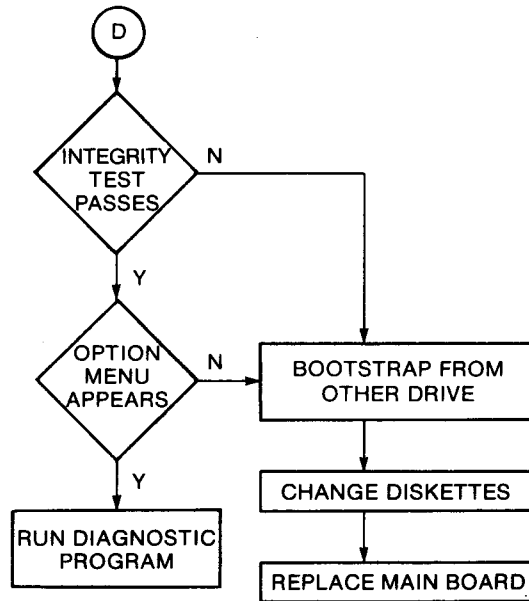 D
INTEGRITY
TEST
PASSES
N
Y
OPTION
MENU
APPEARS
N
BOOTSTRAP FROM
OTHER DRIVE
Y
CHANGE DISKETTES
RUN DIAGNOSTIC
PROGRAM
REPLACE MAIN BOARD